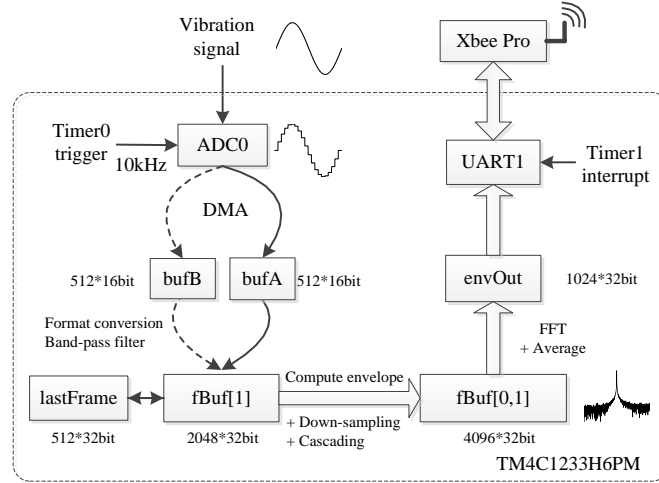 Vibration
signal
Xbee Pro
Timer0
trigger
10kHz
ADC0
UART1
Timer1
interrupt
DMA
512*16bit
bufB
bufA
512*16bit
envOut
1024*32bit
Format conversion
Band-pass filter
FFT
+ Average
lastFrame
fBuf[1]
Compute envelope
+ Down-sampling
+ Cascading
fBuf[0,1]
512*32bit
2048*32bit
4096*32bit
TM4C1233H6PM